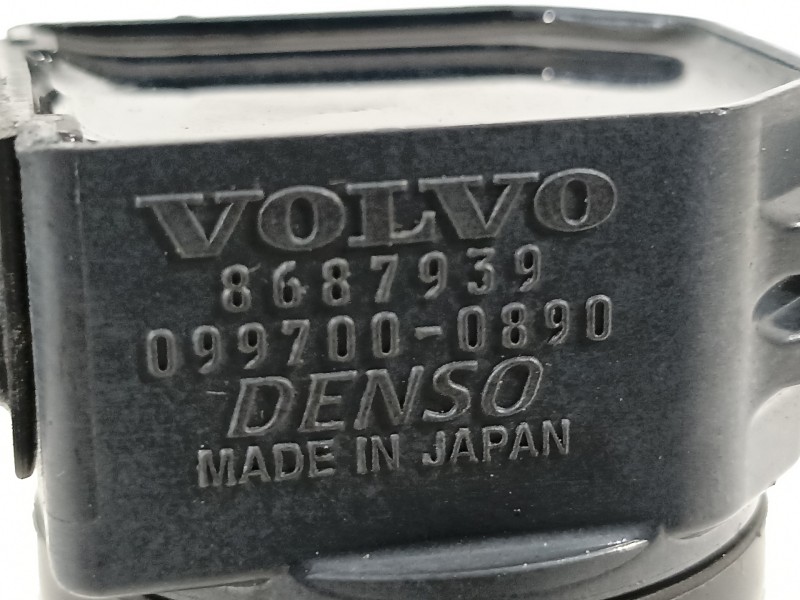 VOLVO
8687939
099700-0890
DENSO
MADE IN JAPAN